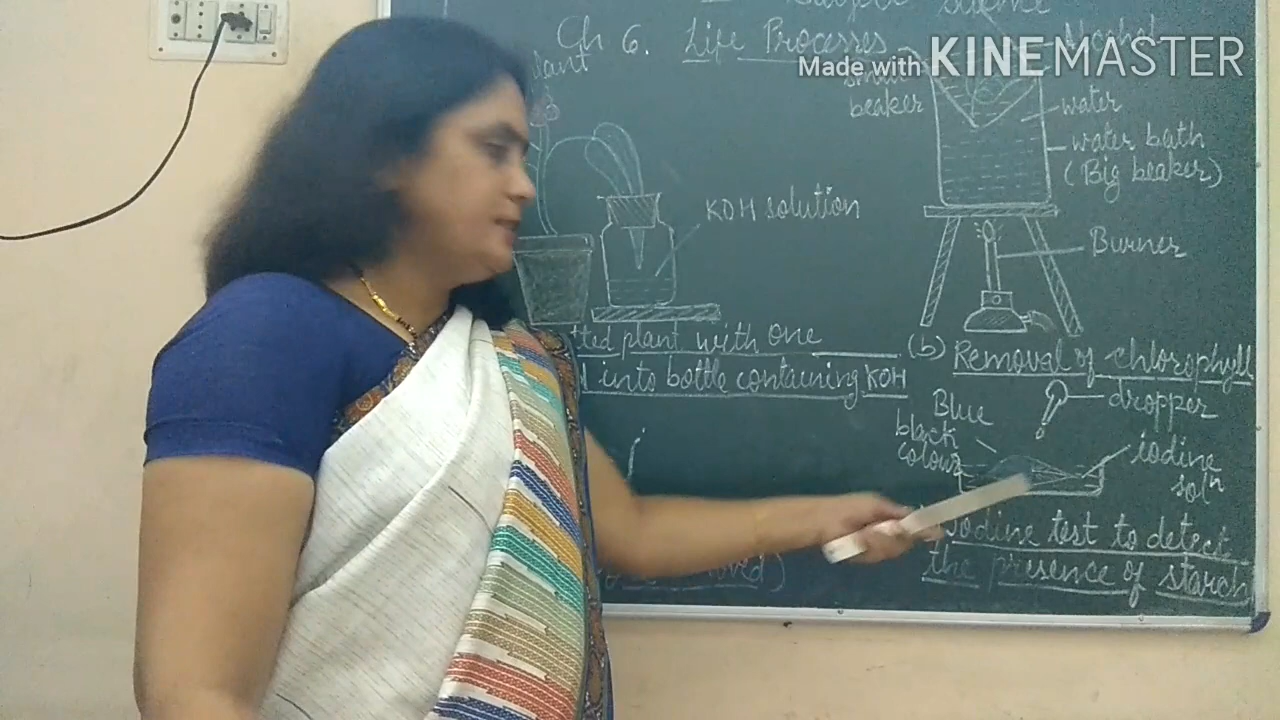 Ch 6. Life Processes
Made with KINEMASTER
Alcohol
beaker
water
water bath
(Big beaker)
KOH solution
Burner
plant with one
into bottle containing KOH
(b) Removal of chlorophyll
dropper
Blue
black
colour
iodine
solⁿ
iodine test to detect
the presence of starch